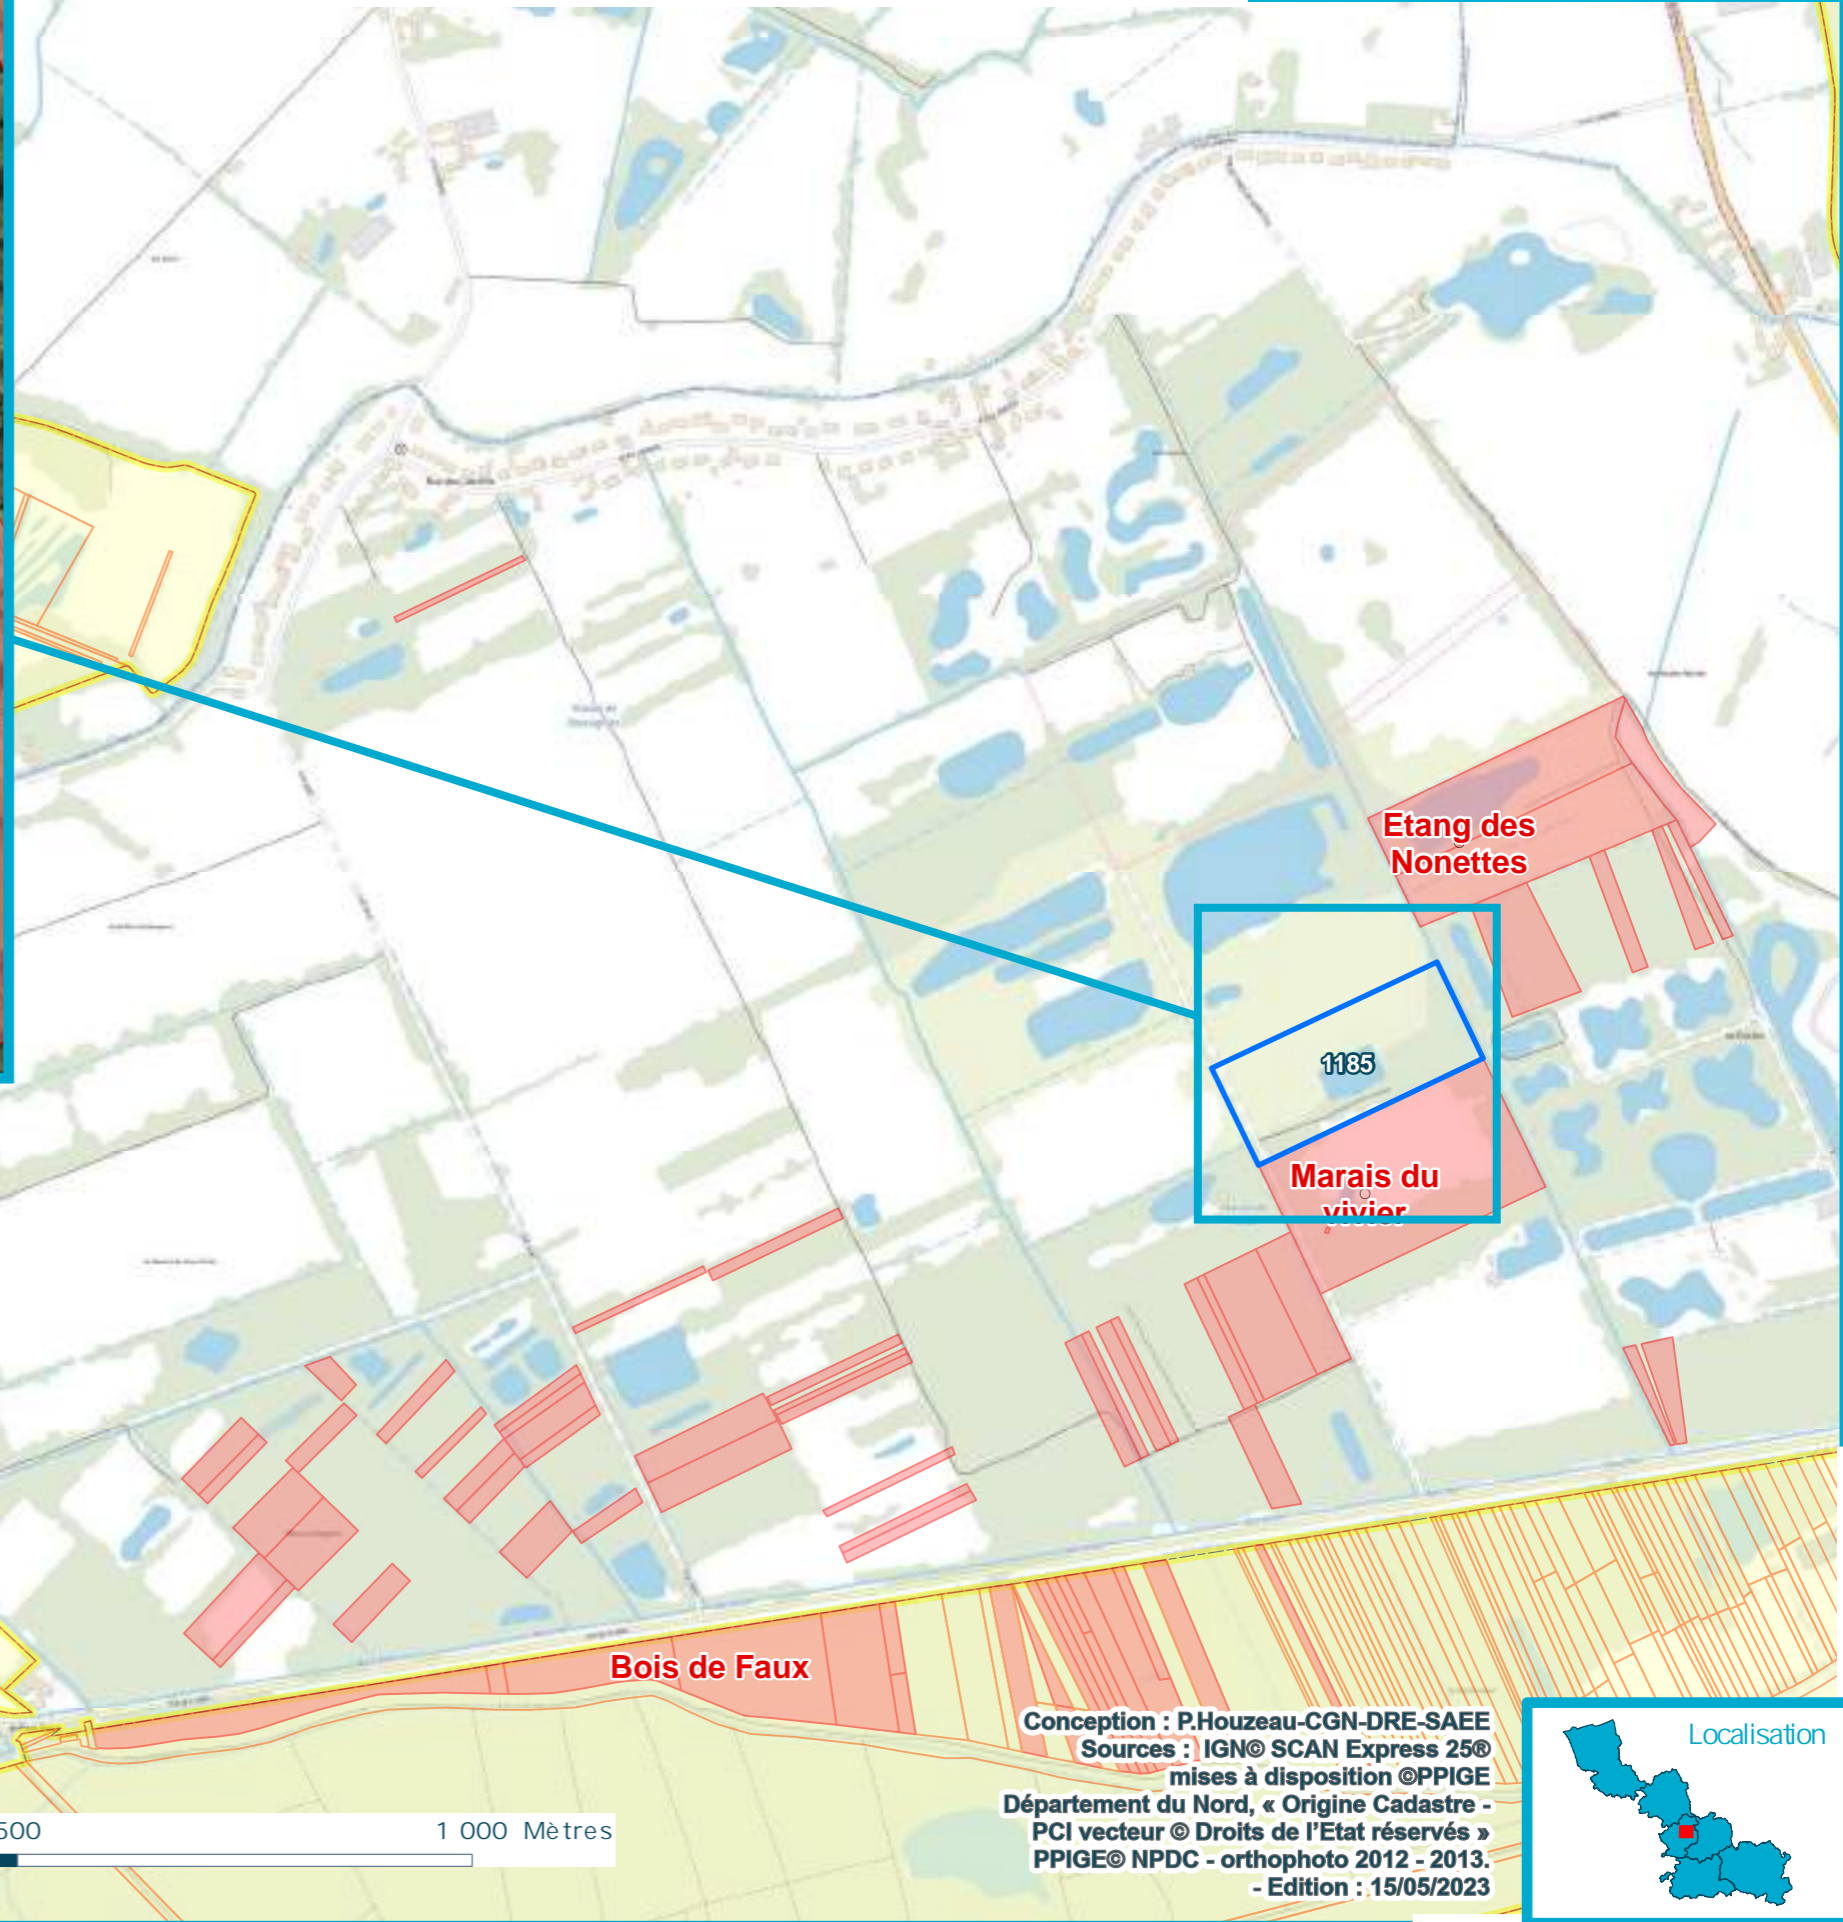 Etang des
Nonettes
1185
Marais du
vivier
Bois de Faux
Conception : P.Houzeau-CGN-DRE-SAEE
Sources : IGN© SCAN Express 25®
mises à disposition ©PPIGE
Département du Nord, « Origine Cadastre -
PCI vecteur © Droits de l'Etat réservés »
PPIGE© NPDC - orthophoto 2012 - 2013.
- Edition : 15/05/2023
Localisation
500
1 000 Mètres